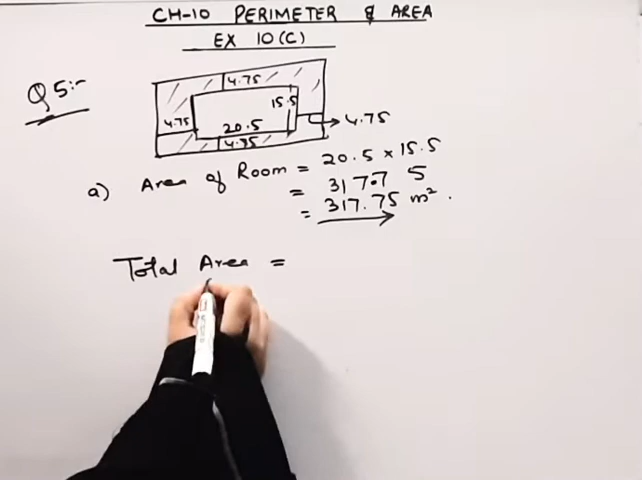 CH-10 PERIMETER & AREA
EX 10(C)
Q5:-
4.75
15.5
4.75
20.5
4.75
4.75
a) Area of Room = 20.5 × 15.5
= 317.75
= 317.75 m².
Total Area =